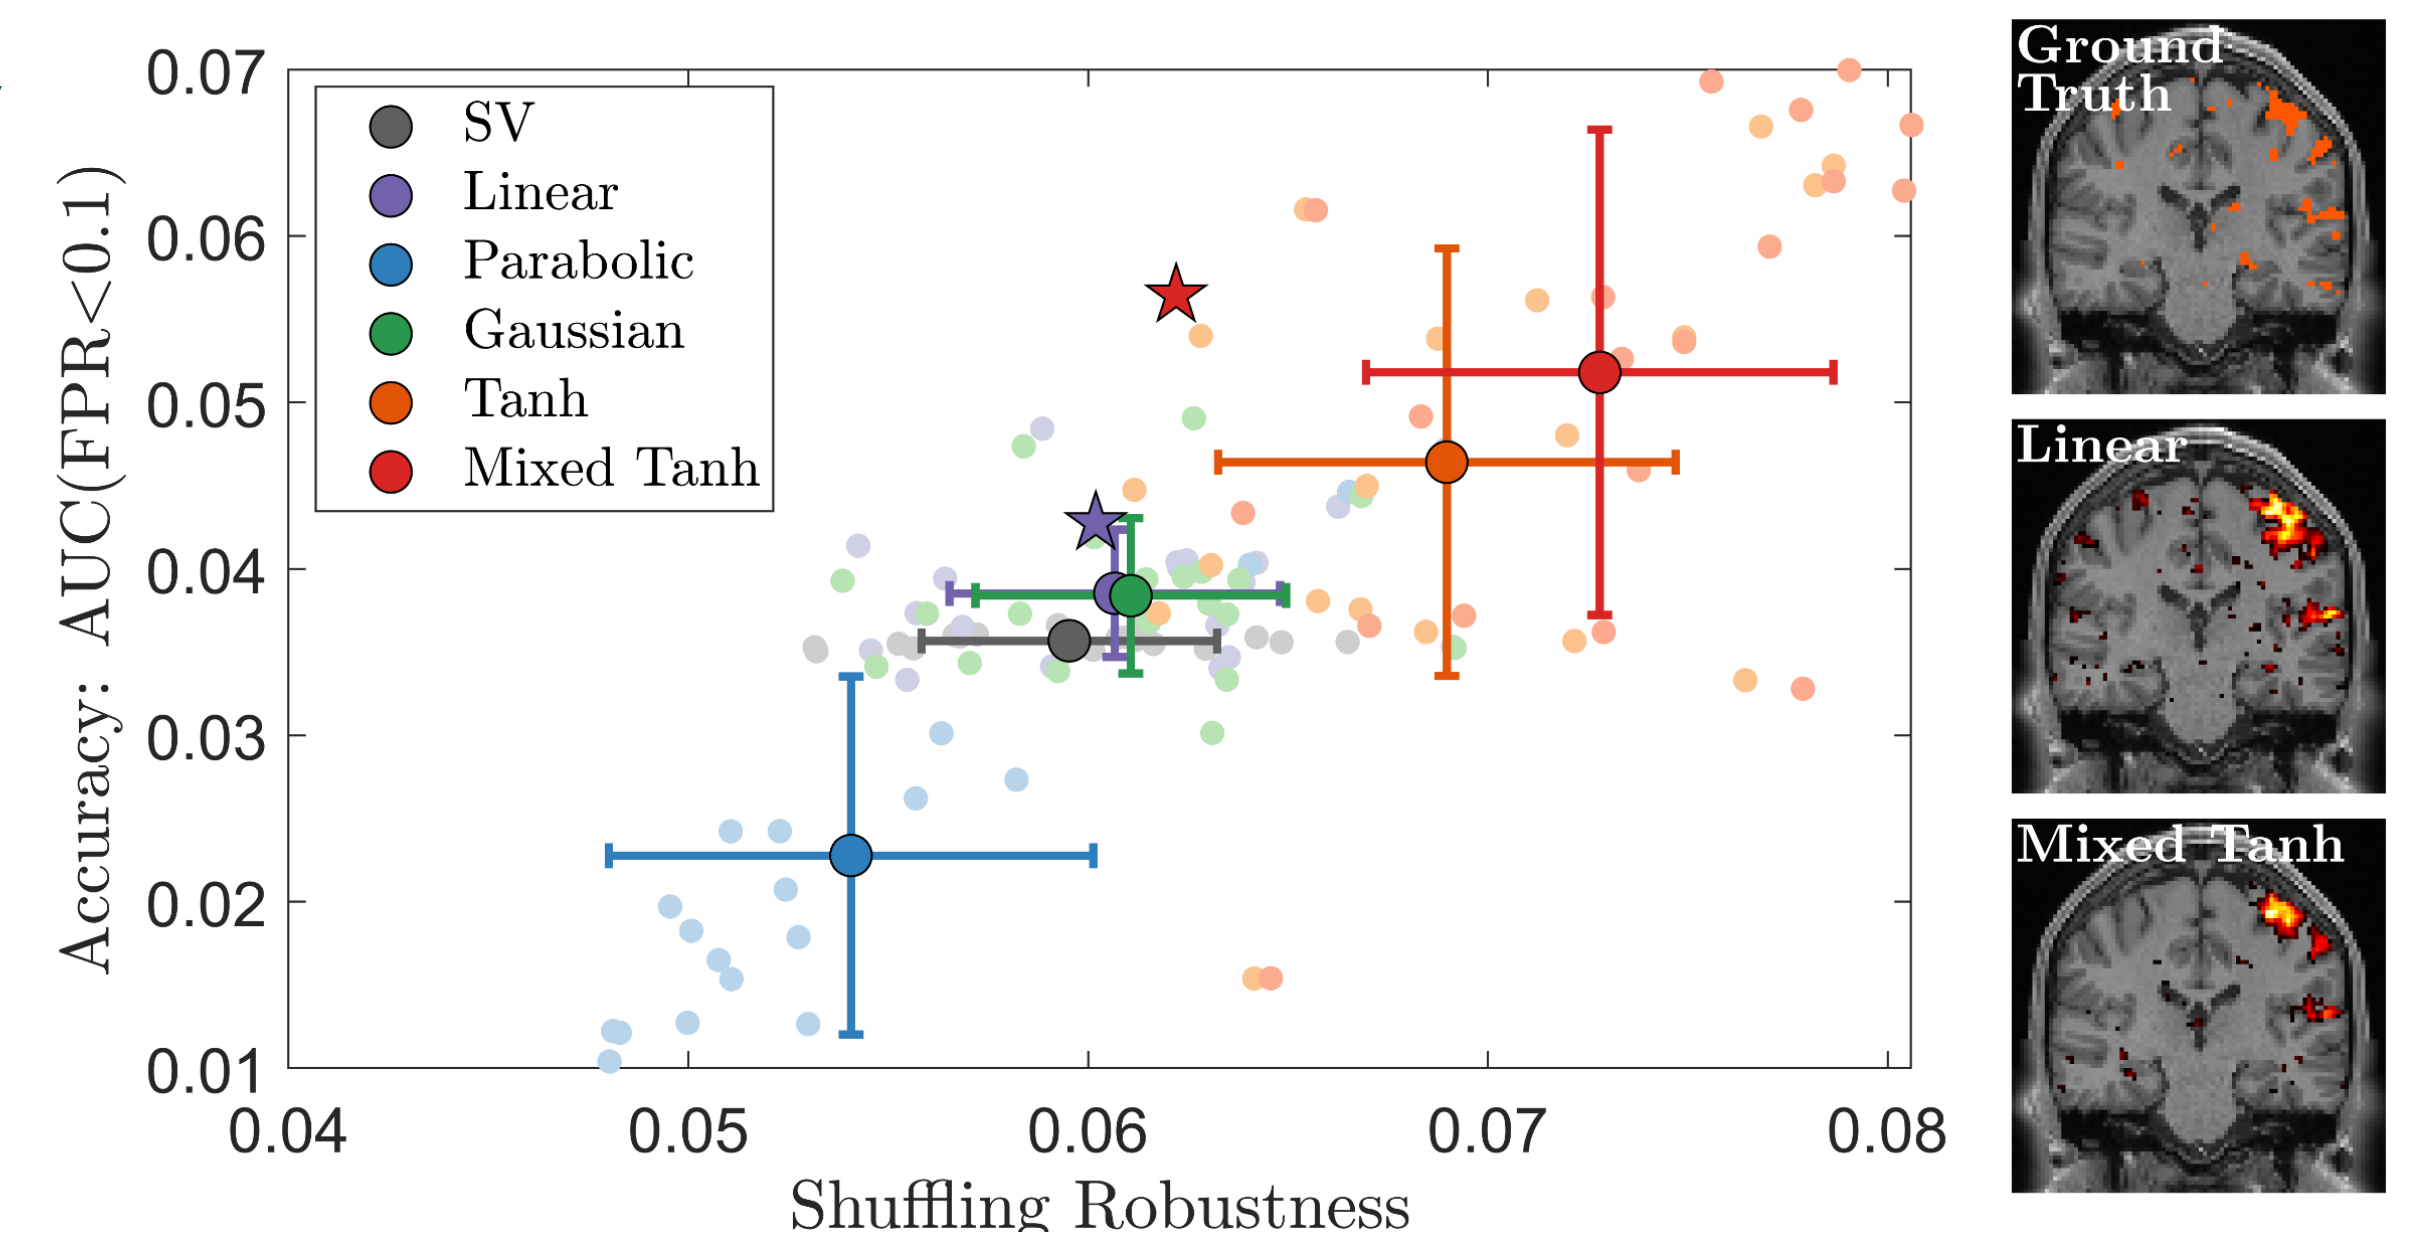 0.07
0.06
0.05
0.04
0.03
0.02
0.01
Accuracy: AUC(FPR<0.1)
SV
Linear
Parabolic
Gaussian
Tanh
Mixed Tanh
0.04
0.05
0.06
0.07
0.08
Shuffling Robustness
Ground
Truth
Linear
Mixed Tanh